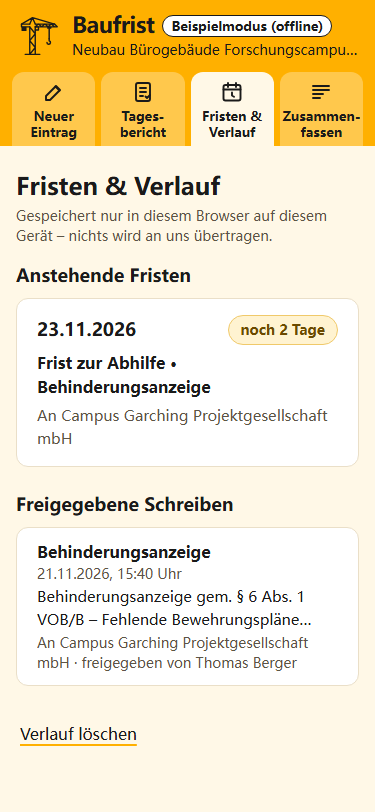 Baufrist Beispielmodus (offline)
Neubau Bürogebäude Forschungscampu...
Neuer
Eintrag
Tages-
bericht
Fristen &
Verlauf
Zusammen-
fassen
Fristen & Verlauf
Gespeichert nur in diesem Browser auf diesem
Gerät – nichts wird an uns übertragen.
Anstehende Fristen
23.11.2026 noch 2 Tage
Frist zur Abhilfe •
Behinderungsanzeige
An Campus Garching Projektgesellschaft
mbH
Freigegebene Schreiben
Behinderungsanzeige
21.11.2026, 15:40 Uhr
Behinderungsanzeige gem. § 6 Abs. 1
VOB/B – Fehlende Bewehrungspläne...
An Campus Garching Projektgesellschaft
mbH · freigegeben von Thomas Berger
Verlauf löschen